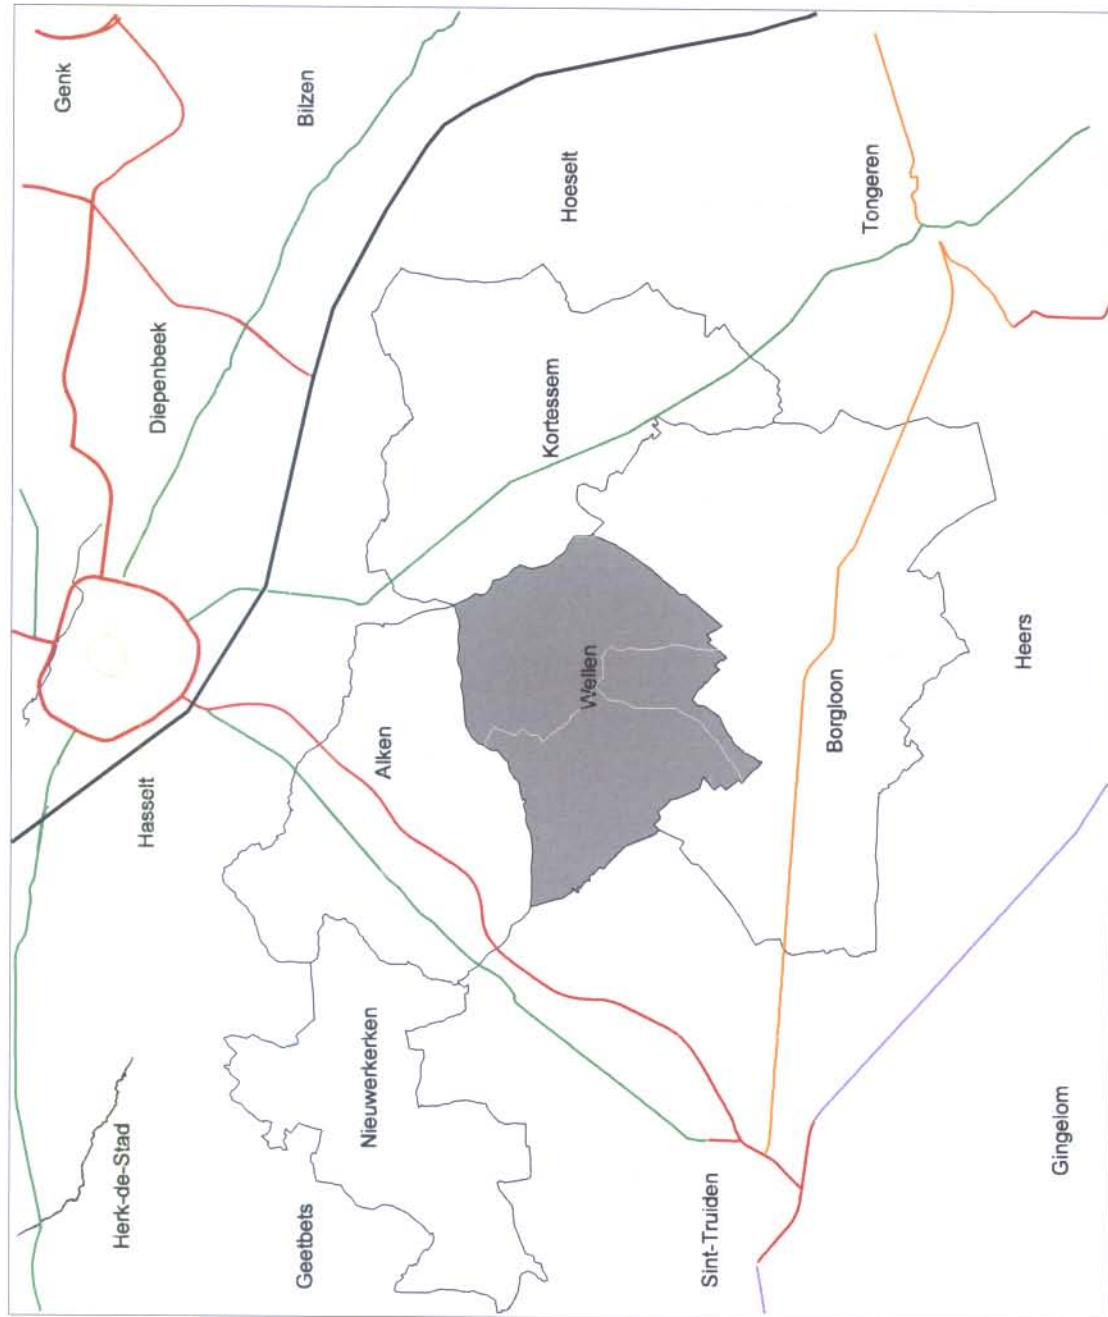 Genk
Herk-de-Stad
Hasselt
Diepenbeek
Geetbets
Bilzen
Nieuwerkerken
Alken
Kortessem
Hoeselt
Wellen
Sint-Truiden
Borgloon
Tongeren
Heers
Gingelom